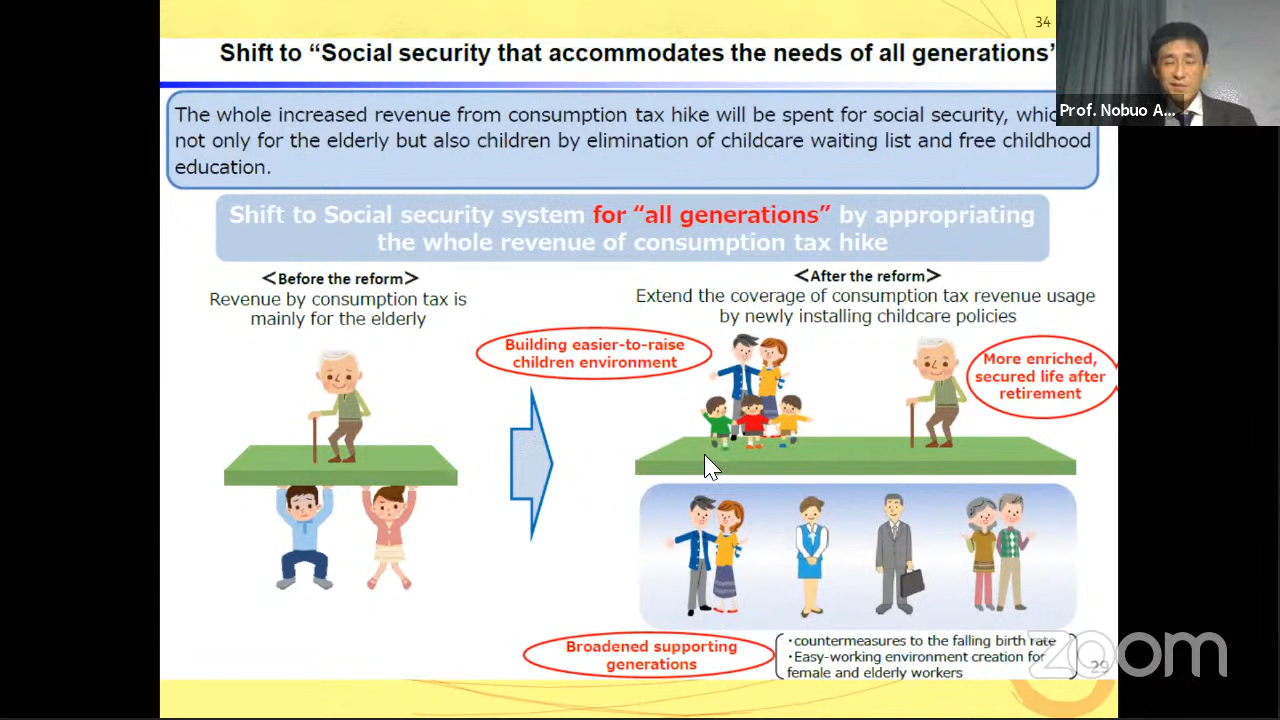 34
Shift to “Social security that accommodates the needs of all generations”
Prof. Nobuo A...
The whole increased revenue from consumption tax hike will be spent for social security,
not only for the elderly but also children by elimination of childcare waiting list and free childhood
education.
Shift to Social security system for “all generations” by appropriating
the whole revenue of consumption tax hike
<Before the reform>
Revenue by consumption tax is
mainly for the elderly
<After the reform>
Extend the coverage of consumption tax revenue usage
by newly installing childcare policies
Building easier-to-raise
children environment
More enriched,
secured life after
retirement
Broadened supporting
generations
・countermeasures to the falling birth rate
・Easy-working environment creation for
female and elderly workers
29
zoom